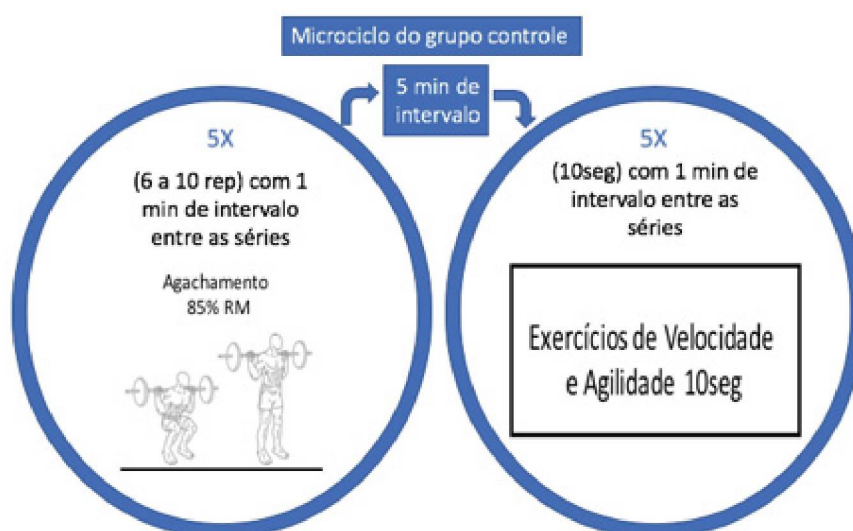 Microciclo do grupo controle
5 min de
intervalo
5X
(6 a 10 rep) com 1
min de intervalo
entre as séries
Agachamento
85% RM
5X
(10seg) com 1 min de
intervalo entre as
séries
Exercícios de Velocidade
e Agilidade 10seg